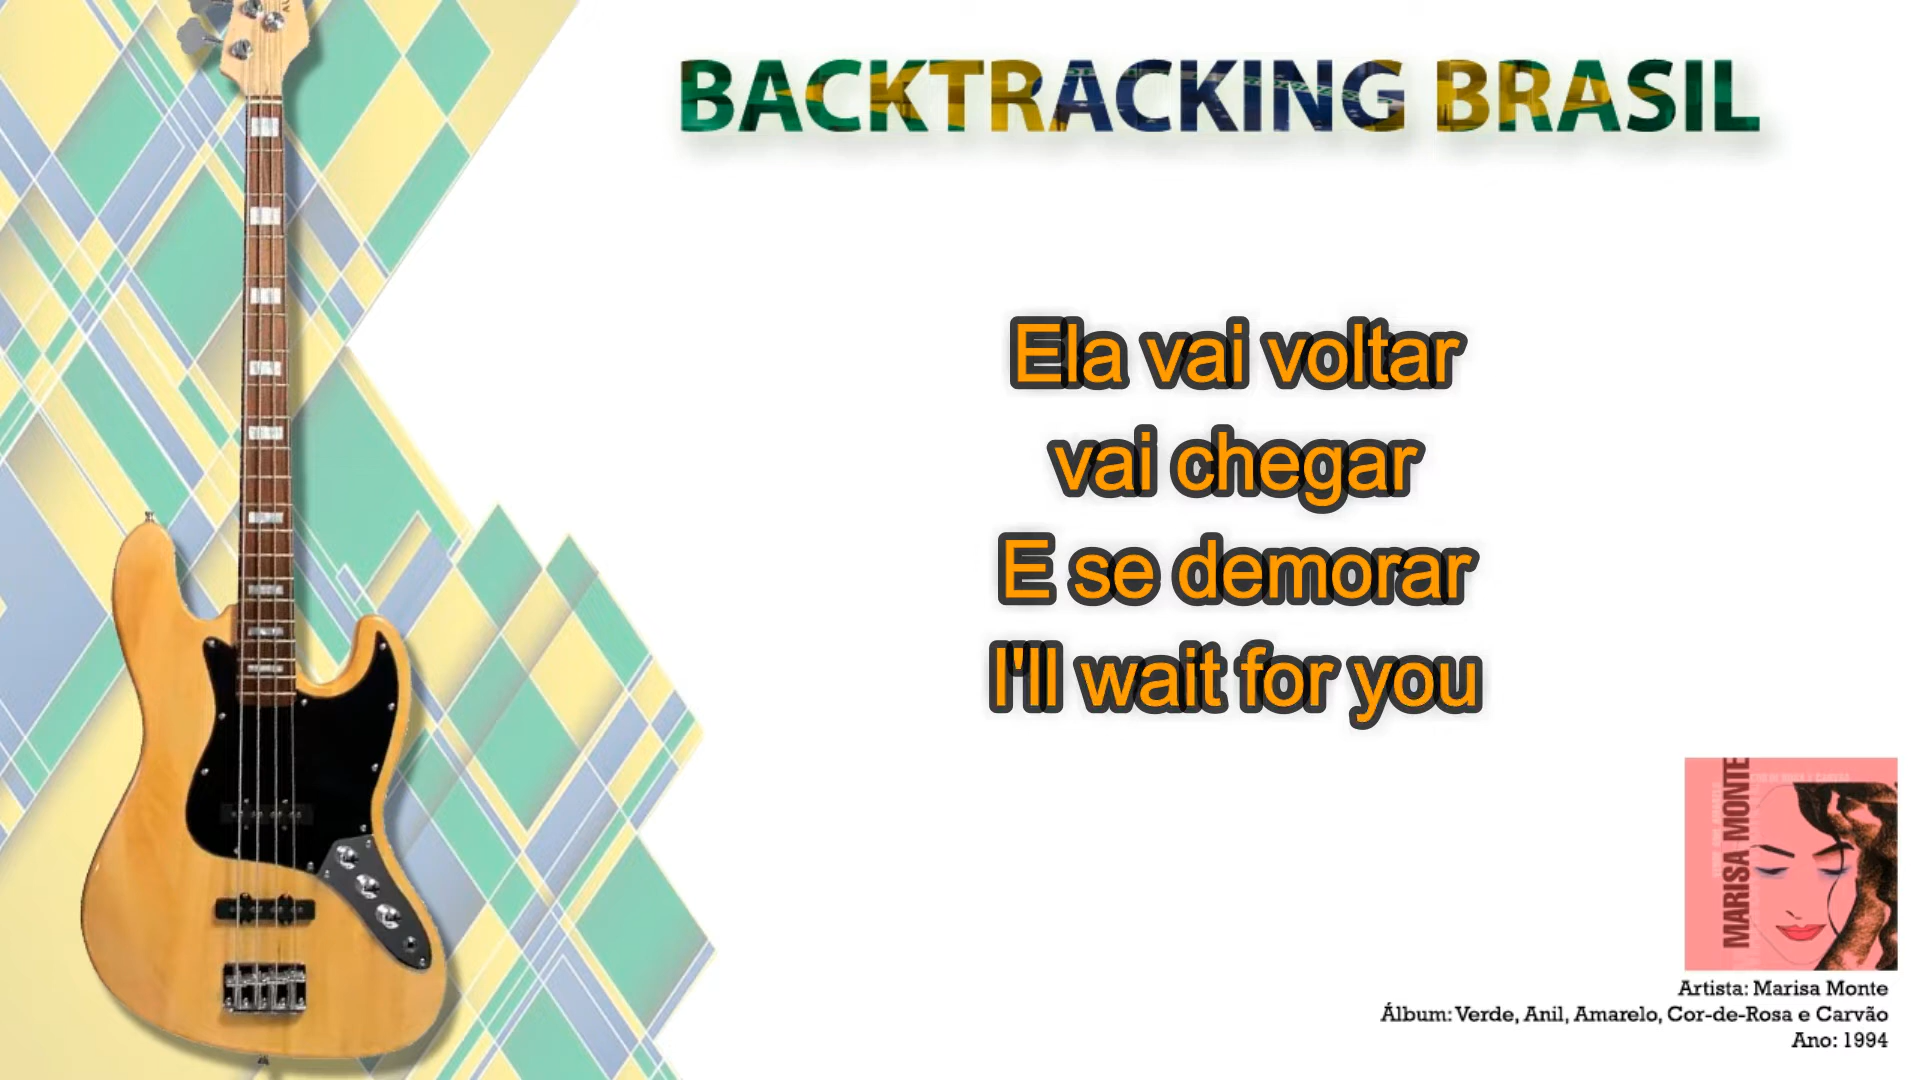 BACKTRACKING BRASIL
Ela vai voltar
vai chegar
E se demorar
I'll wait for you
MARISA MONTE
Artista: Marisa Monte
Álbum: Verde, Anil, Amarelo, Cor-de-Rosa e Carvão
Ano: 1994